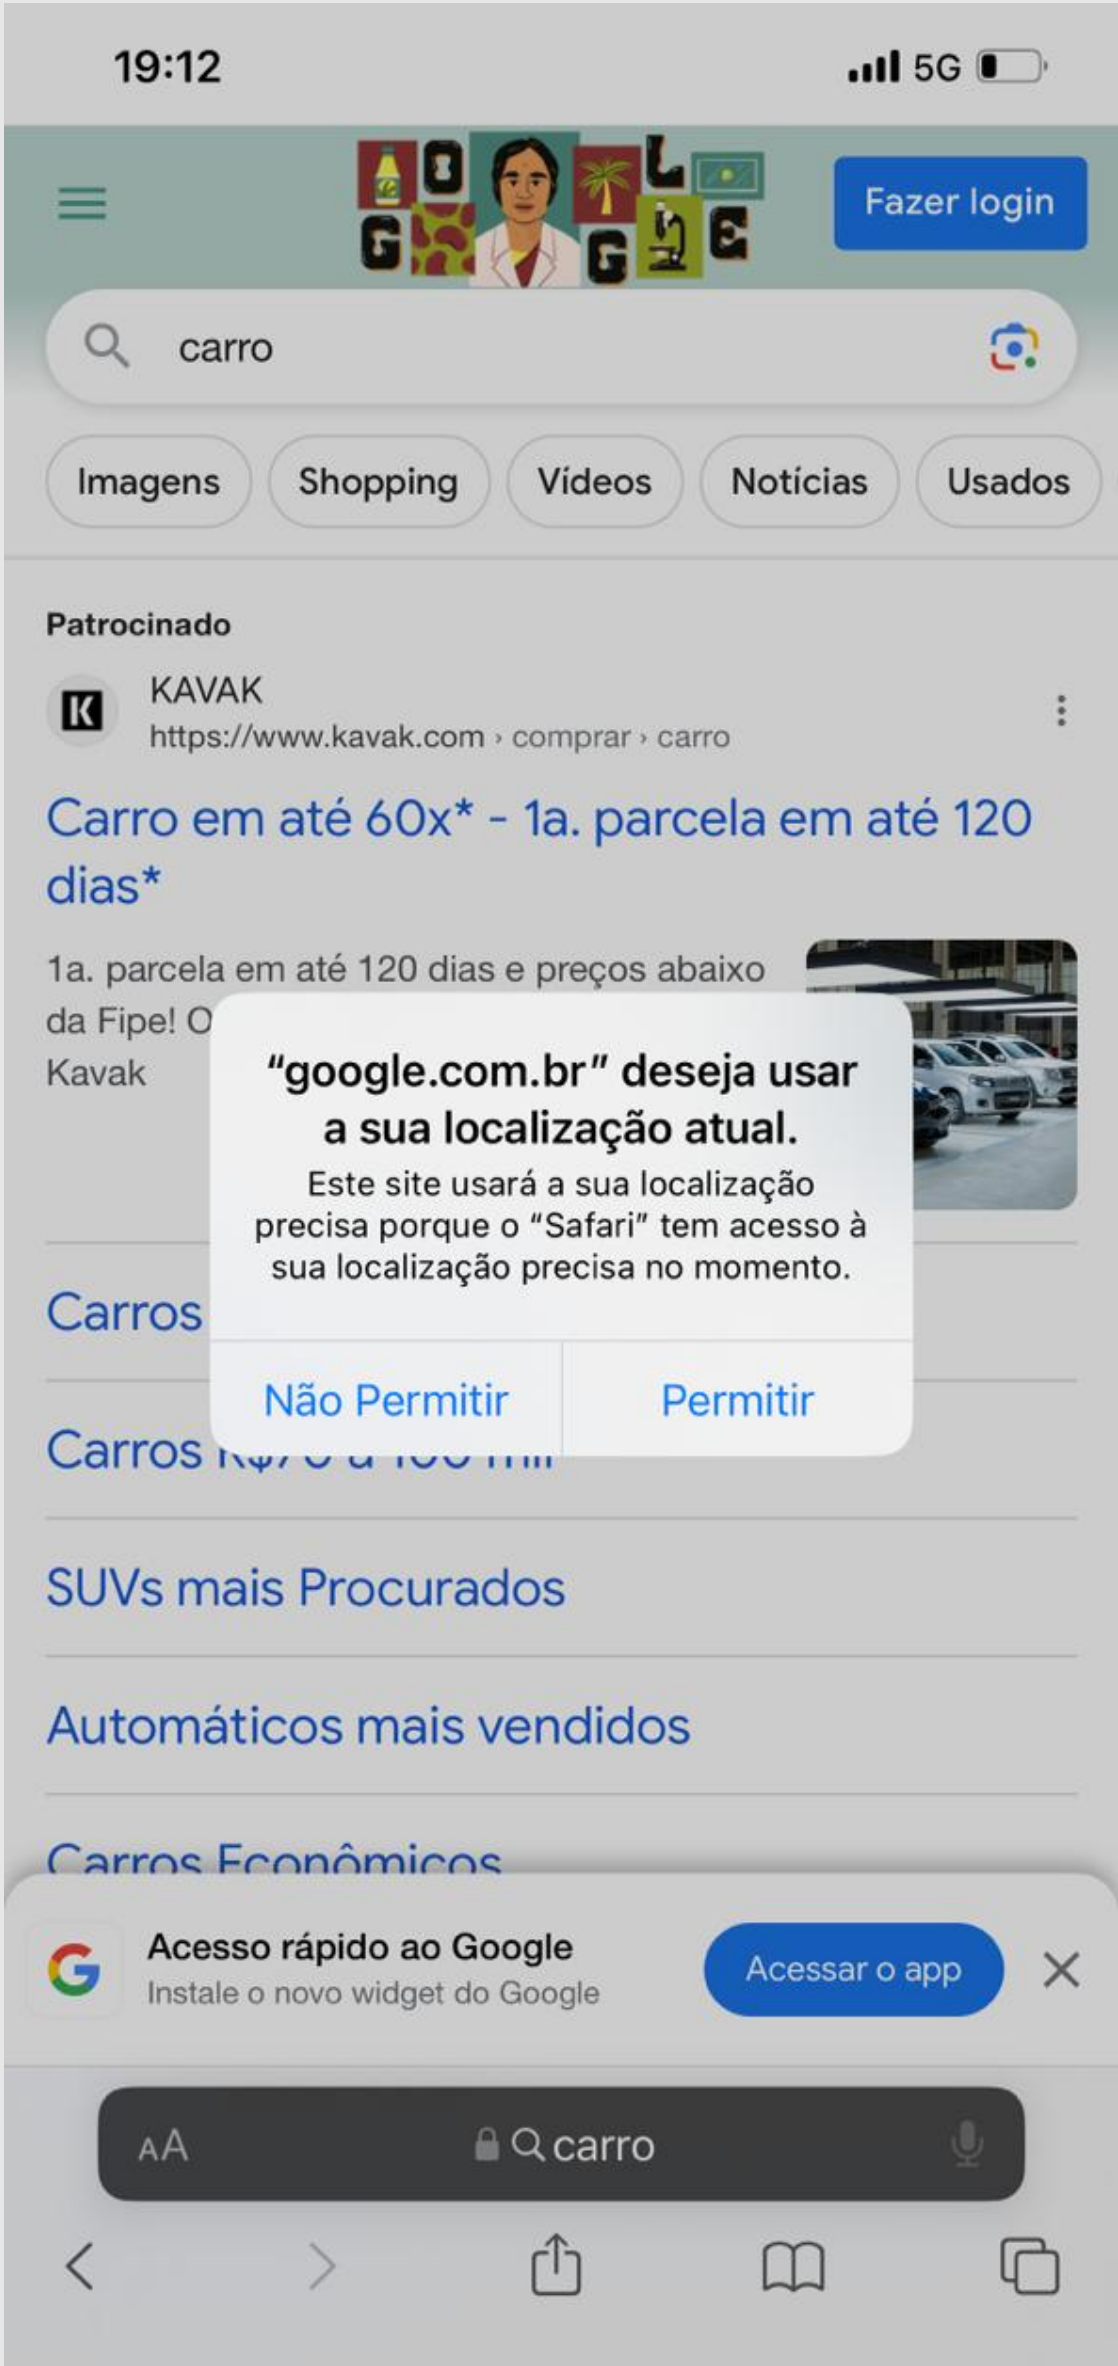 19:12
5G
GOOGLE
Fazer login
carro
Imagens
Shopping
Vídeos
Notícias
Usados
Patrocinado
K
KAVAK
https://www.kavak.com › comprar › carro
Carro em até 60x* - 1a. parcela em até 120
dias*
1a. parcela em até 120 dias e preços abaixo
da Fipe! O
Kavak
“google.com.br” deseja usar
a sua localização atual.
Este site usará a sua localização
precisa porque o “Safari” tem acesso à
sua localização precisa no momento.
Não Permitir
Permitir
Carros
Carros R$70 a 100 mil
SUVs mais Procurados
Automáticos mais vendidos
Carros Econômicos
G
Acesso rápido ao Google
Instale o novo widget do Google
Acessar o app
AA
carro